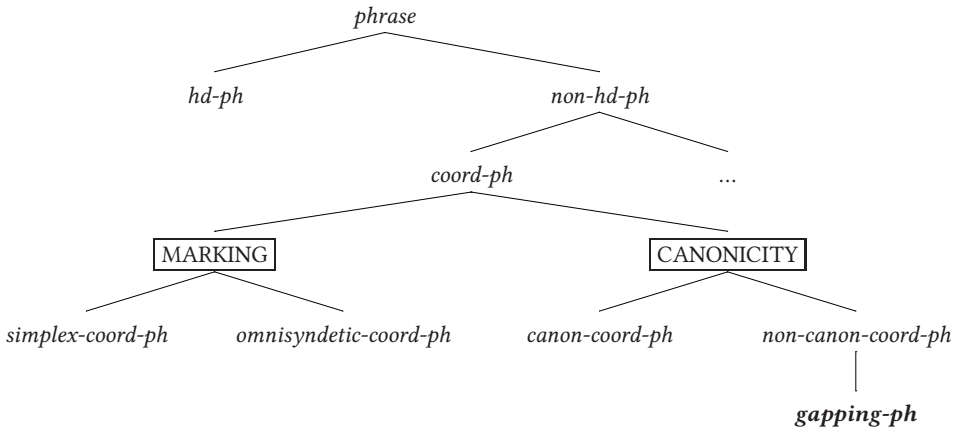 phrase
hd-ph non-hd-ph
coord-ph ...
MARKING CANONICITY
simplex-coord-ph omnisyndetic-coord-ph canon-coord-ph non-canon-coord-ph
gapping-ph